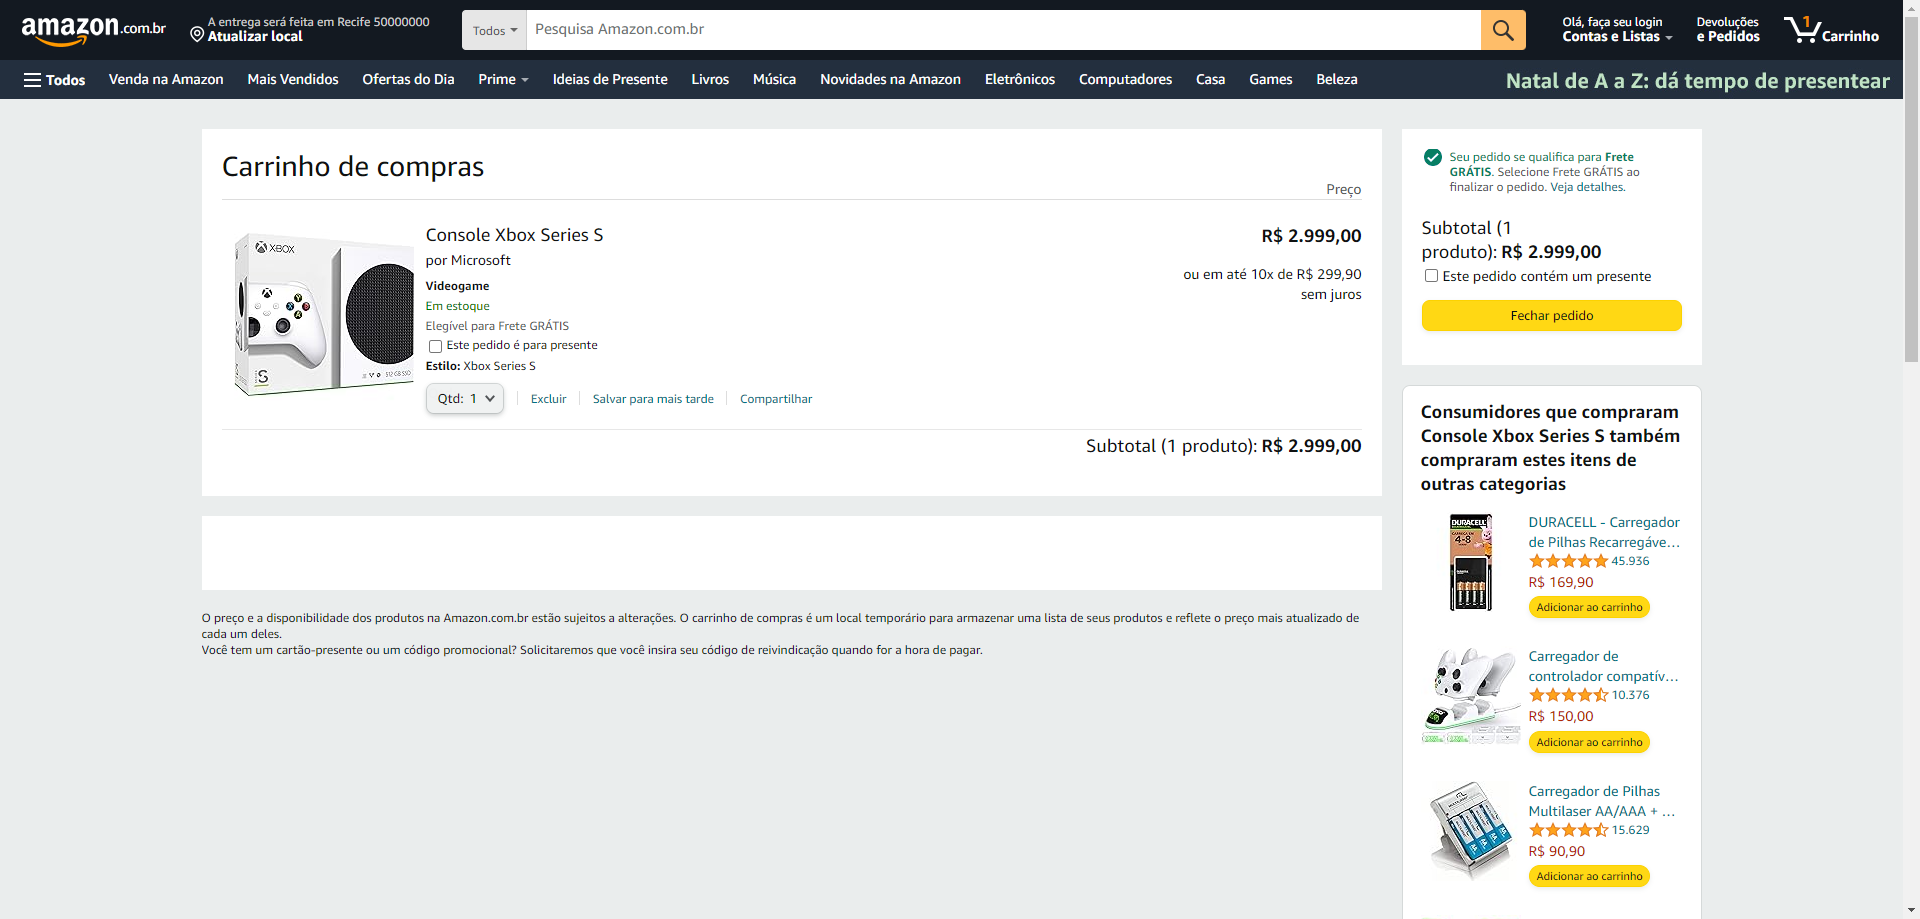 amazon.com.br
A entrega será feita em Recife 50000000
Atualizar local
Todos
Pesquisa Amazon.com.br
Olá, faça seu login
Contas e Listas
Devoluções
e Pedidos
1
Carrinho
Todos
Venda na Amazon
Mais Vendidos
Ofertas do Dia
Prime
Ideias de Presente
Livros
Música
Novidades na Amazon
Eletrônicos
Computadores
Casa
Games
Beleza
Natal de A a Z: dá tempo de presentear
Carrinho de compras
Preço
XBOX
SERIES
S
512 GB SSD
Console Xbox Series S
R$ 2.999,00
por Microsoft
ou em até 10x de R$ 299,90
sem juros
Videogame
Em estoque
Elegível para Frete GRÁTIS
Este pedido é para presente
Estilo: Xbox Series S
Qtd: 1
Excluir
Salvar para mais tarde
Compartilhar
Subtotal (1 produto): R$ 2.999,00
O preço e a disponibilidade dos produtos na Amazon.com.br estão sujeitos a alterações. O carrinho de compras é um local temporário para armazenar uma lista de seus produtos e reflete o preço mais atualizado de
cada um deles.
Você tem um cartão-presente ou um código promocional? Solicitaremos que você insira seu código de reivindicação quando for a hora de pagar.
Seu pedido se qualifica para Frete
GRÁTIS. Selecione Frete GRÁTIS ao
finalizar o pedido. Veja detalhes.
Subtotal (1
produto): R$ 2.999,00
Este pedido contém um presente
Fechar pedido
Consumidores que compraram
Console Xbox Series S também
compraram estes itens de
outras categorias
DURACELL
4-8
DURACELL - Carregador
de Pilhas Recarregáve...
45.936
R$ 169,90
Adicionar ao carrinho
Carregador de
controlador compatív...
10.376
R$ 150,00
Adicionar ao carrinho
Carregador de Pilhas
Multilaser AA/AAA + ...
15.629
R$ 90,90
Adicionar ao carrinho